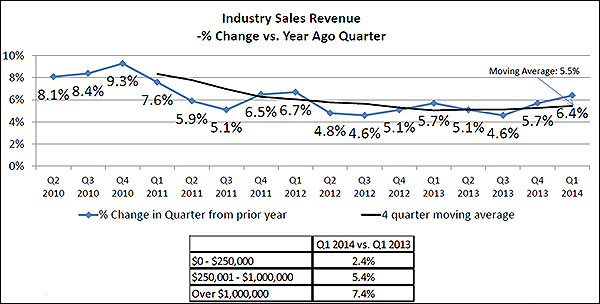 Industry Sales Revenue
-% Change vs. Year Ago Quarter
10%
8%
6%
4%
2%
0%
8.1%
8.4%
9.3%
7.6%
5.9%
5.1%
6.5%
6.7%
4.8%
4.6%
5.1%
5.7%
5.1%
4.6%
5.7%
6.4%
Moving Average: 5.5%
Q2 Q3 Q4 Q1 Q2 Q3 Q4 Q1 Q2 Q3 Q4 Q1 Q2 Q3 Q4 Q1
2010 2010 2010 2011 2011 2011 2011 2012 2012 2012 2012 2013 2013 2013 2013 2014
% Change in Quarter from prior year
4 quarter moving average
Q1 2014 vs. Q1 2013
$0 - $250,000 2.4%
$250,001 - $1,000,000 5.4%
Over $1,000,000 7.4%